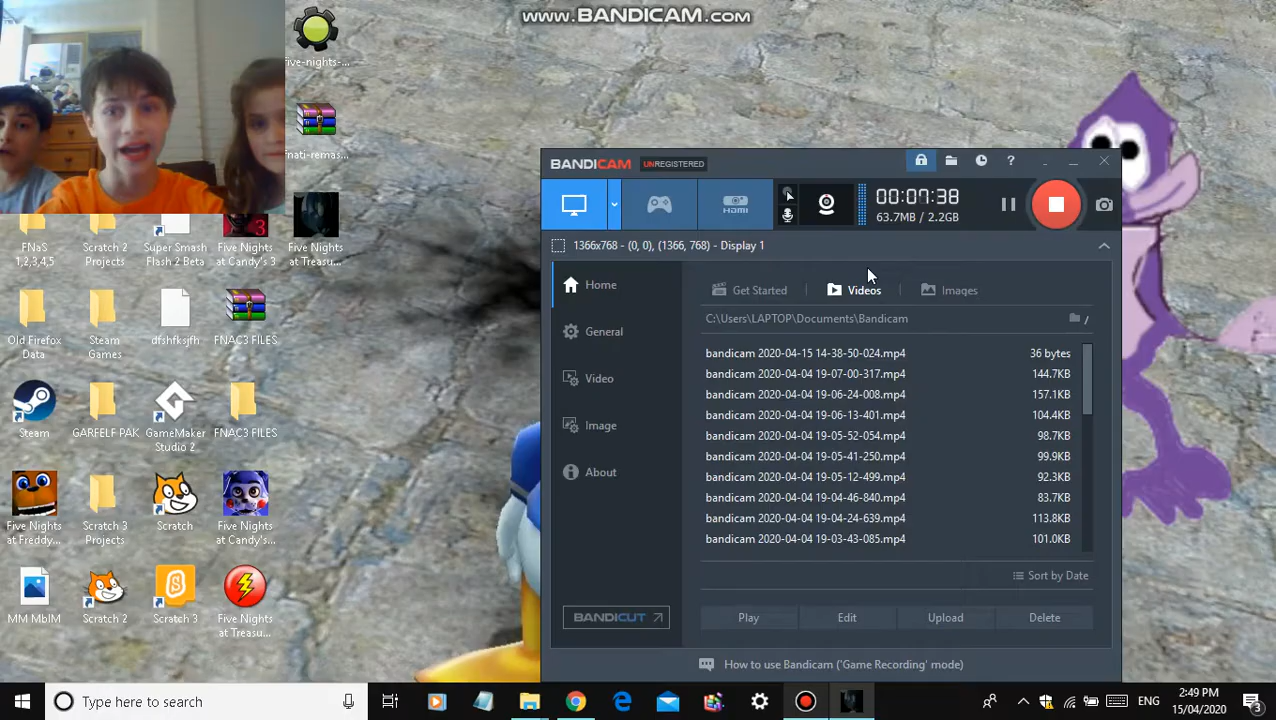 www.BANDICAM.com
five-nights-...
fnati-remas...
FNaS
1,2,3,4,5
Scratch 2
Projects
Super Smash
Flash 2 Beta
Five Nights
at Candy's 3
Five Nights
at Treasu...
Old Firefox
Data
Steam
Games
dfshfksjfh
FNAC3 FILES
Steam
GARFELF PAK
GameMaker
Studio 2
FNAC3 FILES
Five Nights
at Freddy...
Scratch 3
Projects
Scratch
Five Nights
at Candy's...
MM MbIM
Scratch 2
Scratch 3
Five Nights
at Treasu...
BANDICAM UNREGISTERED
HDMI
00:07:38
63.7MB / 2.2GB
1366x768 - (0, 0), (1366, 768) - Display 1
Home
General
Video
Image
About
BANDICUT
Get Started
Videos
Images
C:\Users\LAPTOP\Documents\Bandicam
/
bandicam 2020-04-15 14-38-50-024.mp4 36 bytes
bandicam 2020-04-04 19-07-00-317.mp4 144.7KB
bandicam 2020-04-04 19-06-24-008.mp4 157.1KB
bandicam 2020-04-04 19-06-13-401.mp4 104.4KB
bandicam 2020-04-04 19-05-52-054.mp4 98.7KB
bandicam 2020-04-04 19-05-41-250.mp4 99.9KB
bandicam 2020-04-04 19-05-12-499.mp4 92.3KB
bandicam 2020-04-04 19-04-46-840.mp4 83.7KB
bandicam 2020-04-04 19-04-24-639.mp4 113.8KB
bandicam 2020-04-04 19-03-43-085.mp4 101.0KB
Sort by Date
Play Edit Upload Delete
How to use Bandicam ('Game Recording' mode)
Type here to search
ENG
2:49 PM
15/04/2020
3